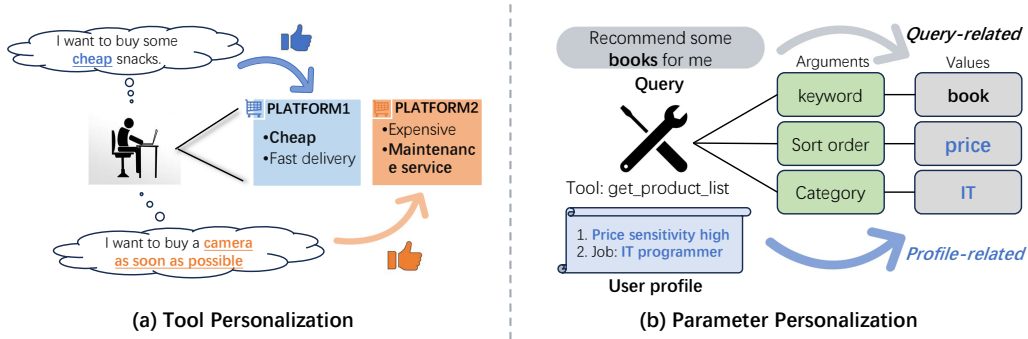 I want to buy some
cheap snacks.
PLATFORM1
•Cheap
•Fast delivery
PLATFORM2
•Expensive
•Maintenanc
e service
I want to buy a camera
as soon as possible
(a) Tool Personalization
Recommend some
books for me
Query
Tool: get_product_list
1. Price sensitivity high
2. Job: IT programmer
User profile
Query-related
Arguments
Values
keyword
book
Sort order
price
Category
IT
Profile-related
(b) Parameter Personalization